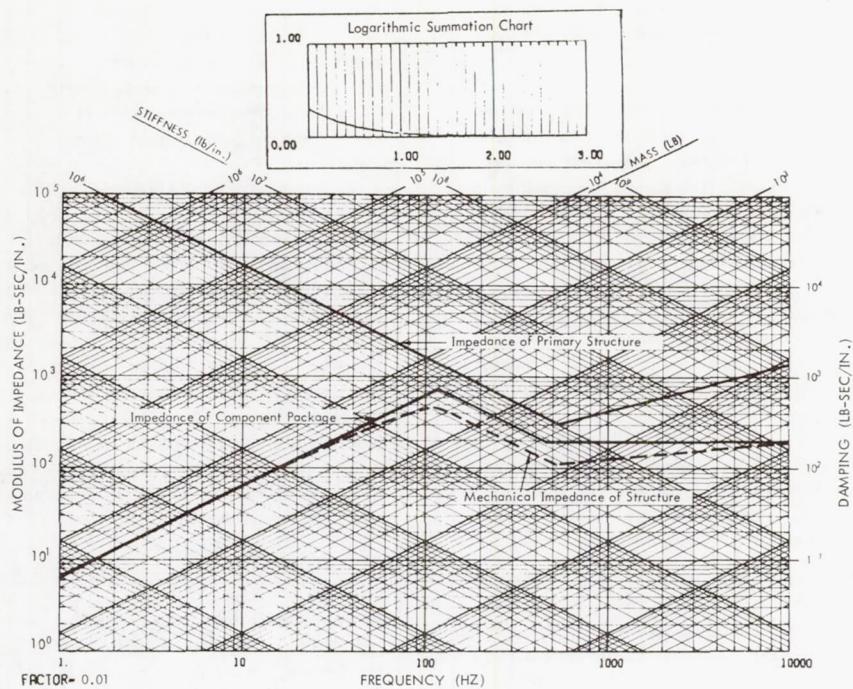 Logarithmic Summation Chart
1.00
0.00
1.00
2.00
3.00
STIFFNESS (lb/in.)
MASS (LB)
10⁶
10⁵
10⁴
10⁵
10⁴
10³
10²
10¹
10⁰
MODULUS OF IMPEDANCE (LB-SEC/IN.)
10⁴
10³
10²
DAMPING (LB-SEC/IN.)
Impedance of Primary Structure
Impedance of Component Package
Mechanical Impedance of Structure
1.
10
100
1000
10000
FACTOR- 0.01
FREQUENCY (HZ)